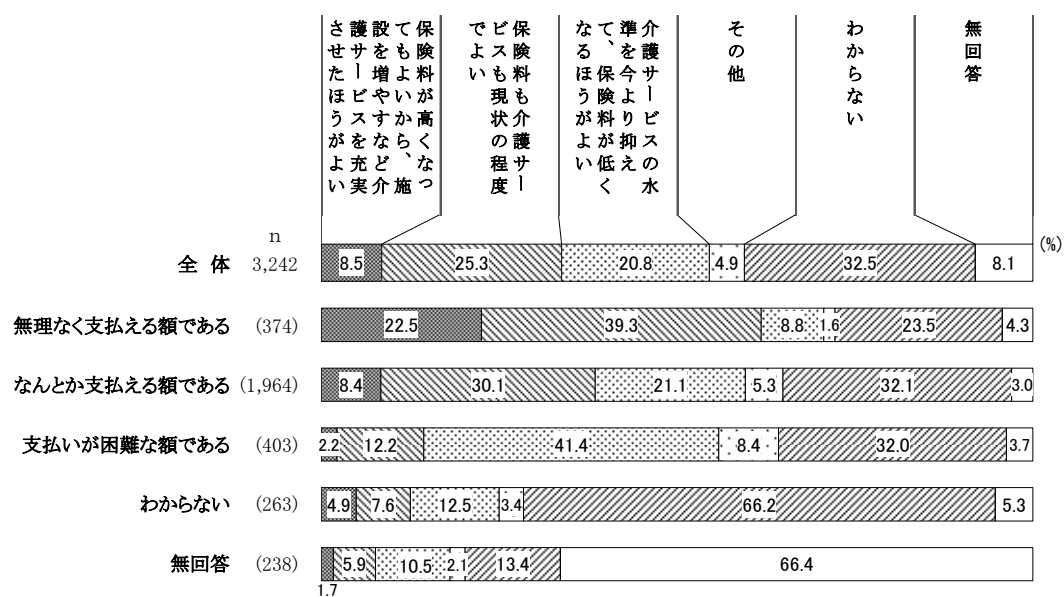 保険料が高くなっ
てもよいから、施
設を増やすなど介
護サービスを充実
させたほうがよい
保険料も介護サー
ビスも現状の程度
でよい
介護サービスの水
準を今より抑え
て、保険料が低く
なるほうがよい
その他
わからない
無回答
(%)
n
全 体 3,242 8.5 25.3 20.8 4.9 32.5 8.1
無理なく支払える額である (374) 22.5 39.3 8.8 1.6 23.5 4.3
なんとか支払える額である (1,964) 8.4 30.1 21.1 5.3 32.1 3.0
支払いが困難な額である (403) 2.2 12.2 41.4 8.4 32.0 3.7
わからない (263) 4.9 7.6 12.5 3.4 66.2 5.3
無回答 (238) 5.9 10.5 2.1 13.4 66.4
1.7